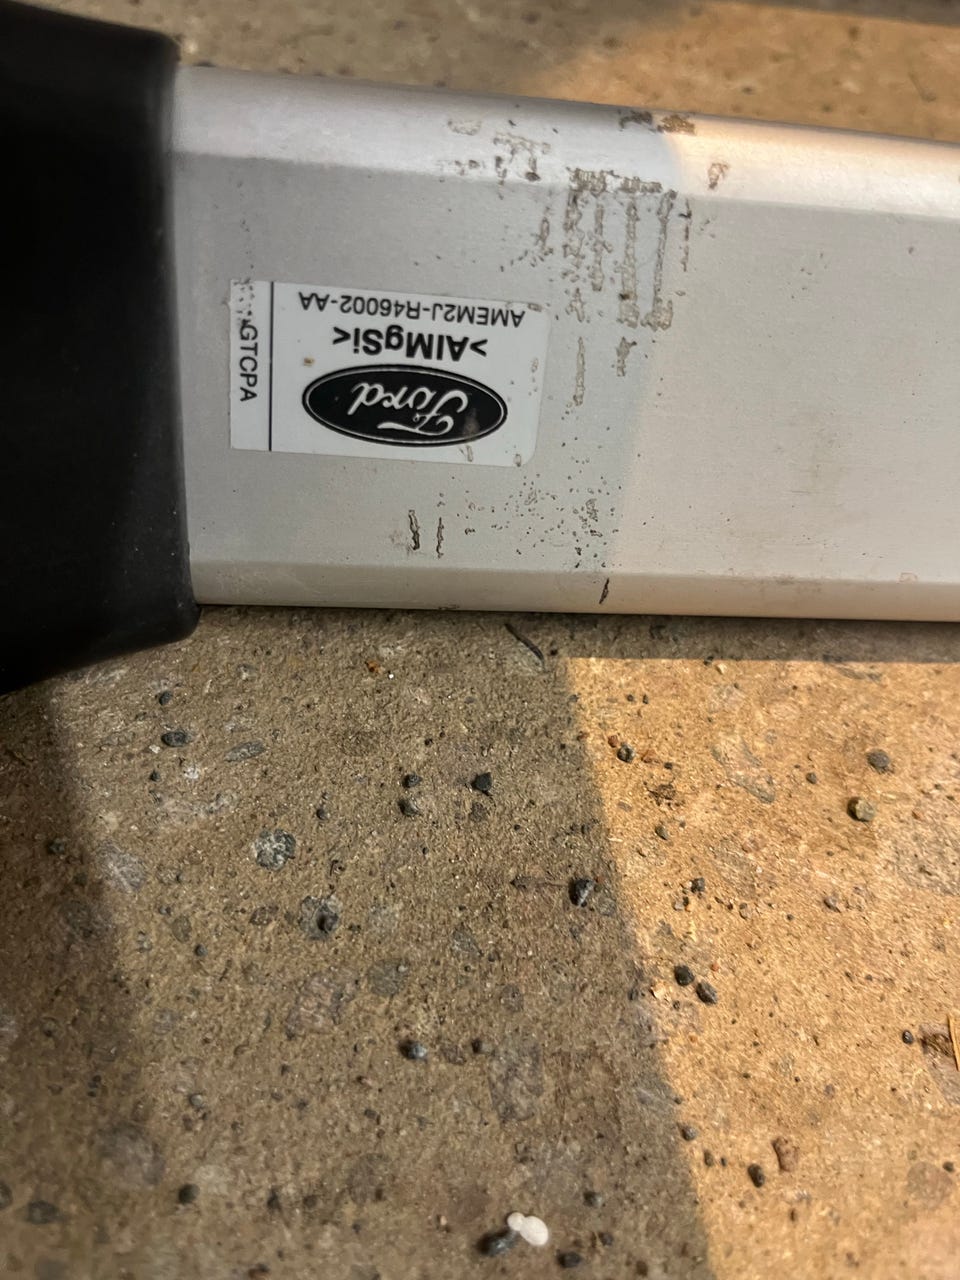 Ford
>AlMgSi<
AMEM2J-R46002-AA
GTCPA